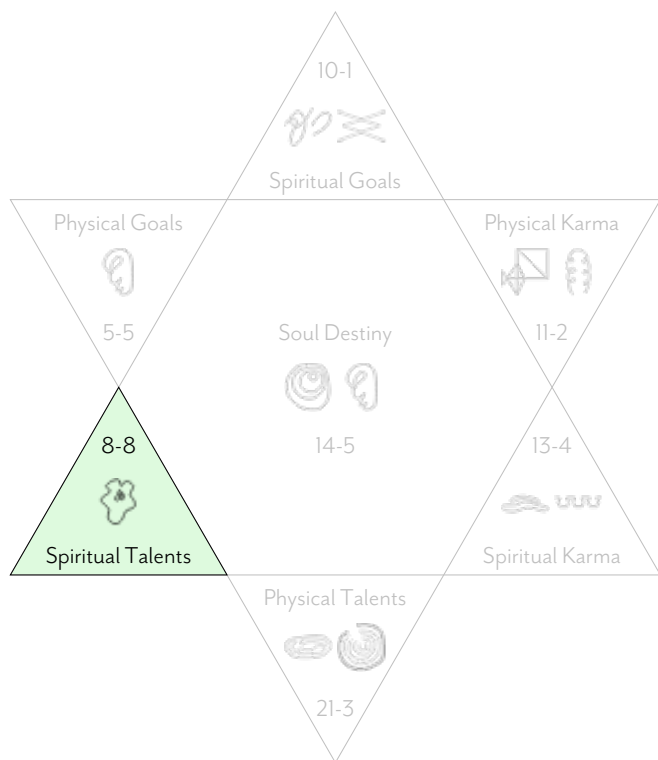 10-1
Spiritual Goals
Physical Goals
Physical Karma
5-5
Soul Destiny
11-2
8-8
14-5
13-4
Spiritual Talents
Spiritual Karma
Physical Talents
21-3